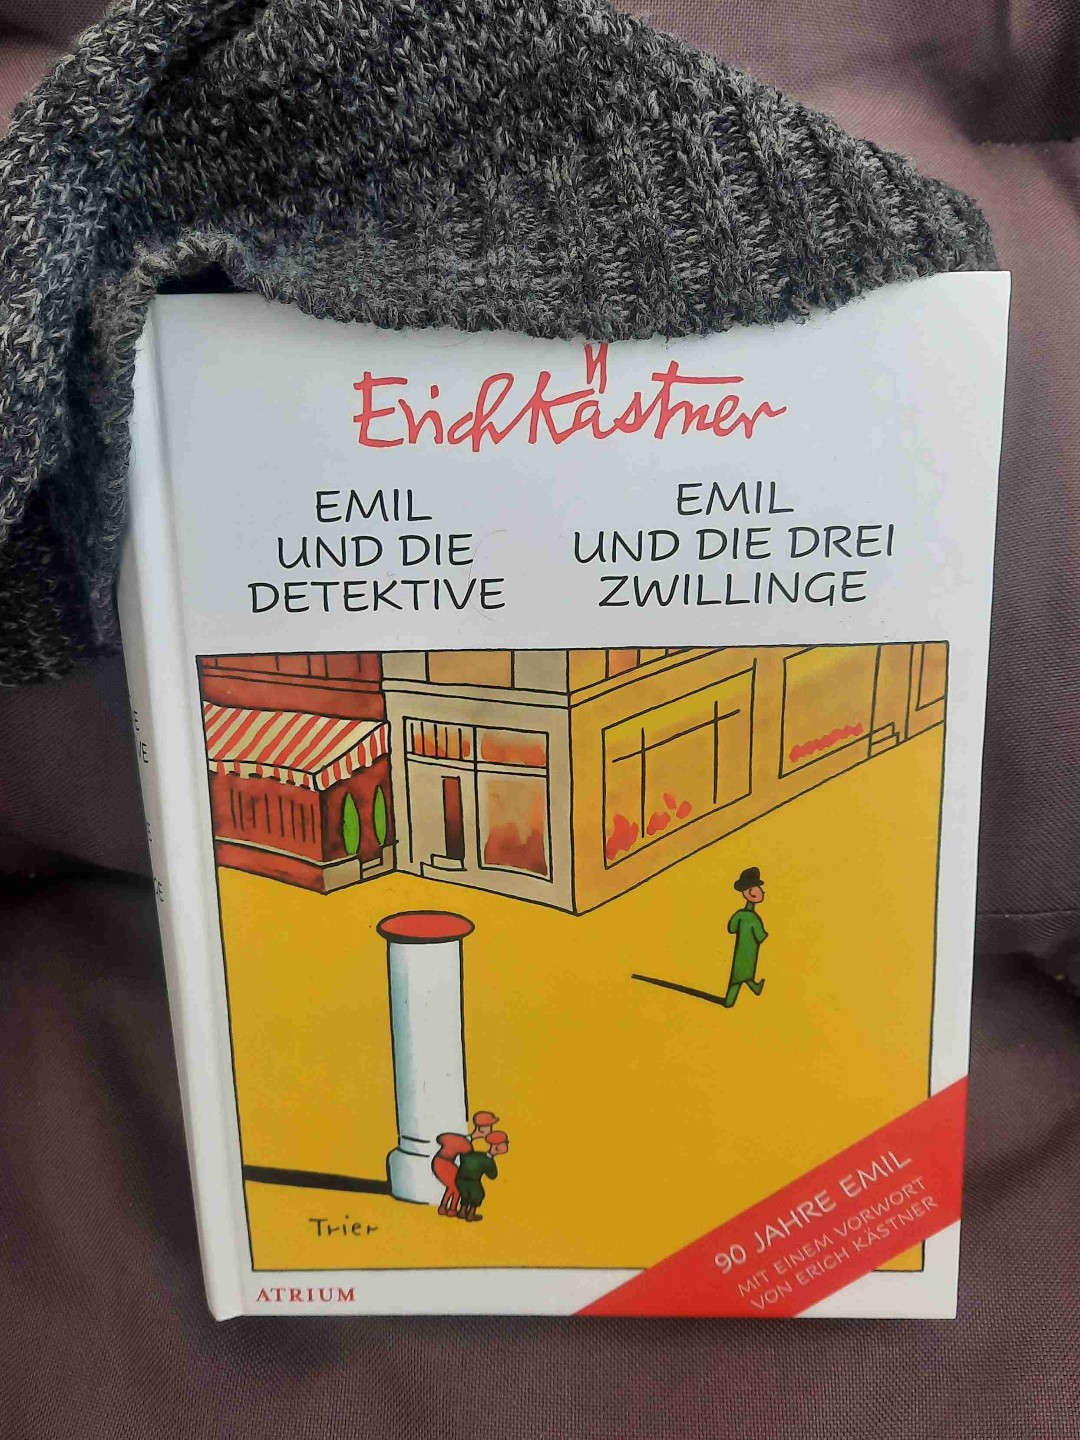 Erich Kästner
EMIL
UND DIE
DETEKTIVE
EMIL
UND DIE DREI
ZWILLINGE
Trier
ATRIUM
90 JAHRE EMIL
MIT EINEM VORWORT
VON ERICH KÄSTNER